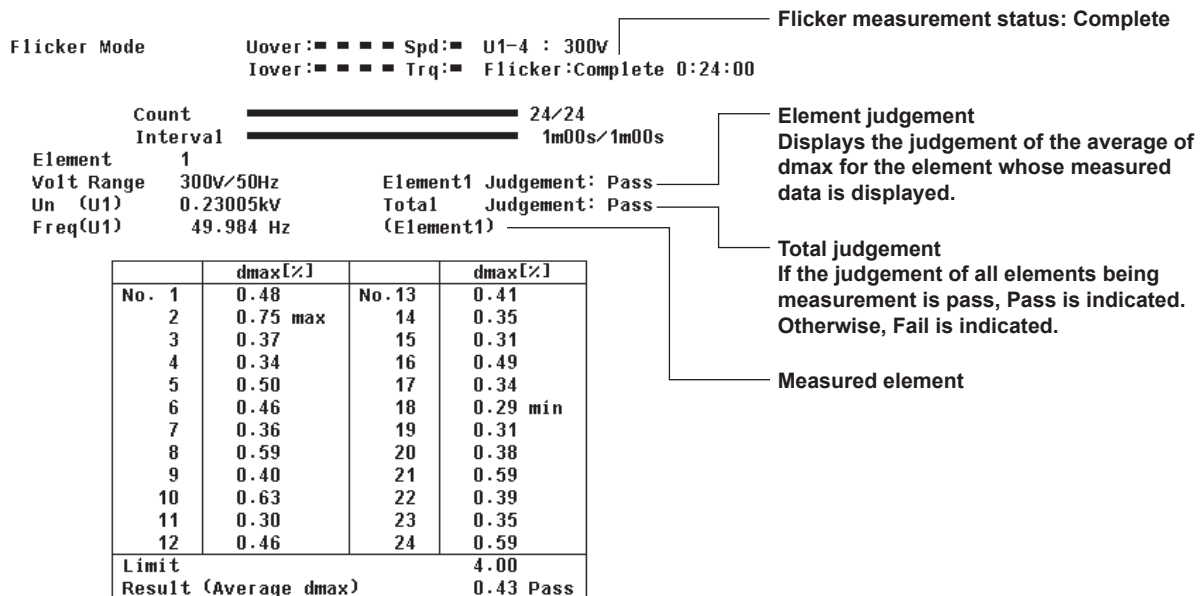 Flicker measurement status: Complete
Flicker Mode Uover: Spd: U1-4 : 300V
Iover: Trq: Flicker:Complete 0:24:00
Count 24/24
Interval 1m00s/1m00s
Element 1
Volt Range 300V/50Hz Element1 Judgement: Pass
Un (U1) 0.23005kV Total Judgement: Pass
Freq(U1) 49.984 Hz (Element1)
Element judgement
Displays the judgement of the average of
dmax for the element whose measured
data is displayed.
Total judgement
If the judgement of all elements being
measurement is pass, Pass is indicated.
Otherwise, Fail is indicated.
Measured element
dmax[%] dmax[%]
No. 1 0.48 No.13 0.41
2 0.75 max 14 0.35
3 0.37 15 0.31
4 0.34 16 0.49
5 0.50 17 0.34
6 0.46 18 0.29 min
7 0.36 19 0.31
8 0.59 20 0.38
9 0.40 21 0.59
10 0.63 22 0.39
11 0.30 23 0.35
12 0.46 24 0.59
Limit 4.00
Result (Average dmax) 0.43 Pass